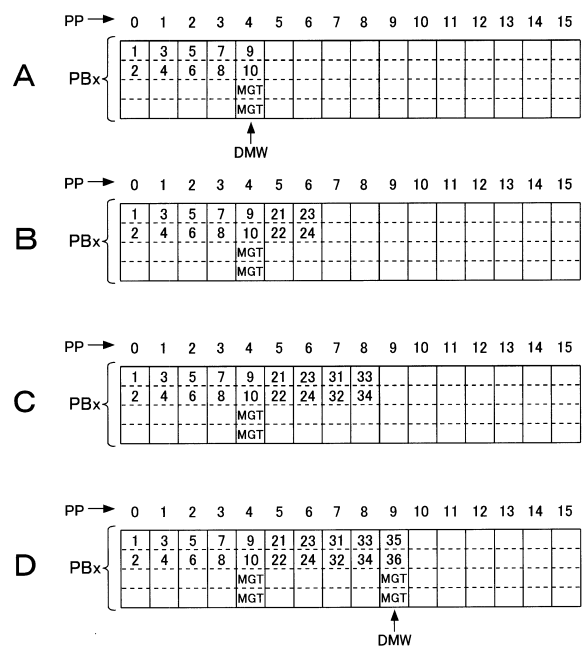 PP 0 1 2 3 4 5 6 7 8 9 10 11 12 13 14 15
A PBx
1 3 5 7 9
2 4 6 8 10
MGT
MGT
DMW
PP 0 1 2 3 4 5 6 7 8 9 10 11 12 13 14 15
B PBx
1 3 5 7 9 21 23
2 4 6 8 10 22 24
MGT
MGT
PP 0 1 2 3 4 5 6 7 8 9 10 11 12 13 14 15
C PBx
1 3 5 7 9 21 23 31 33
2 4 6 8 10 22 24 32 34
MGT
MGT
PP 0 1 2 3 4 5 6 7 8 9 10 11 12 13 14 15
D PBx
1 3 5 7 9 21 23 31 33 35
2 4 6 8 10 22 24 32 34 36
MGT MGT
MGT MGT
DMW